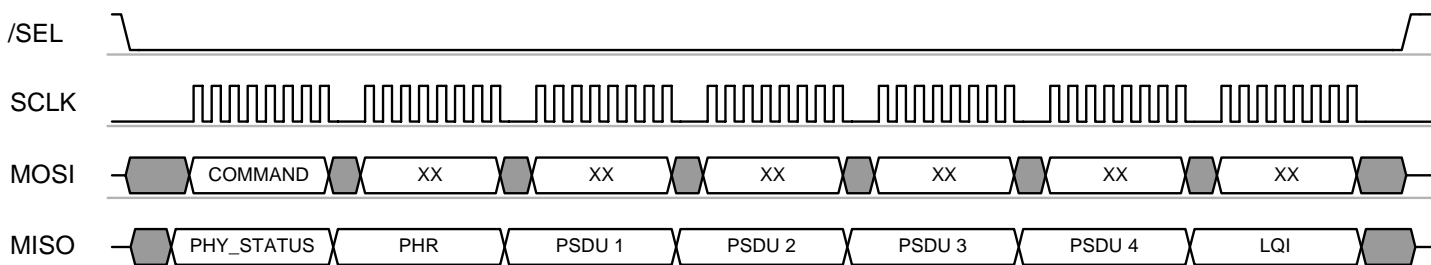 /SEL
SCLK
MOSI COMMAND XX XX XX XX XX XX
MISO PHY_STATUS PHR PSDU 1 PSDU 2 PSDU 3 PSDU 4 LQI